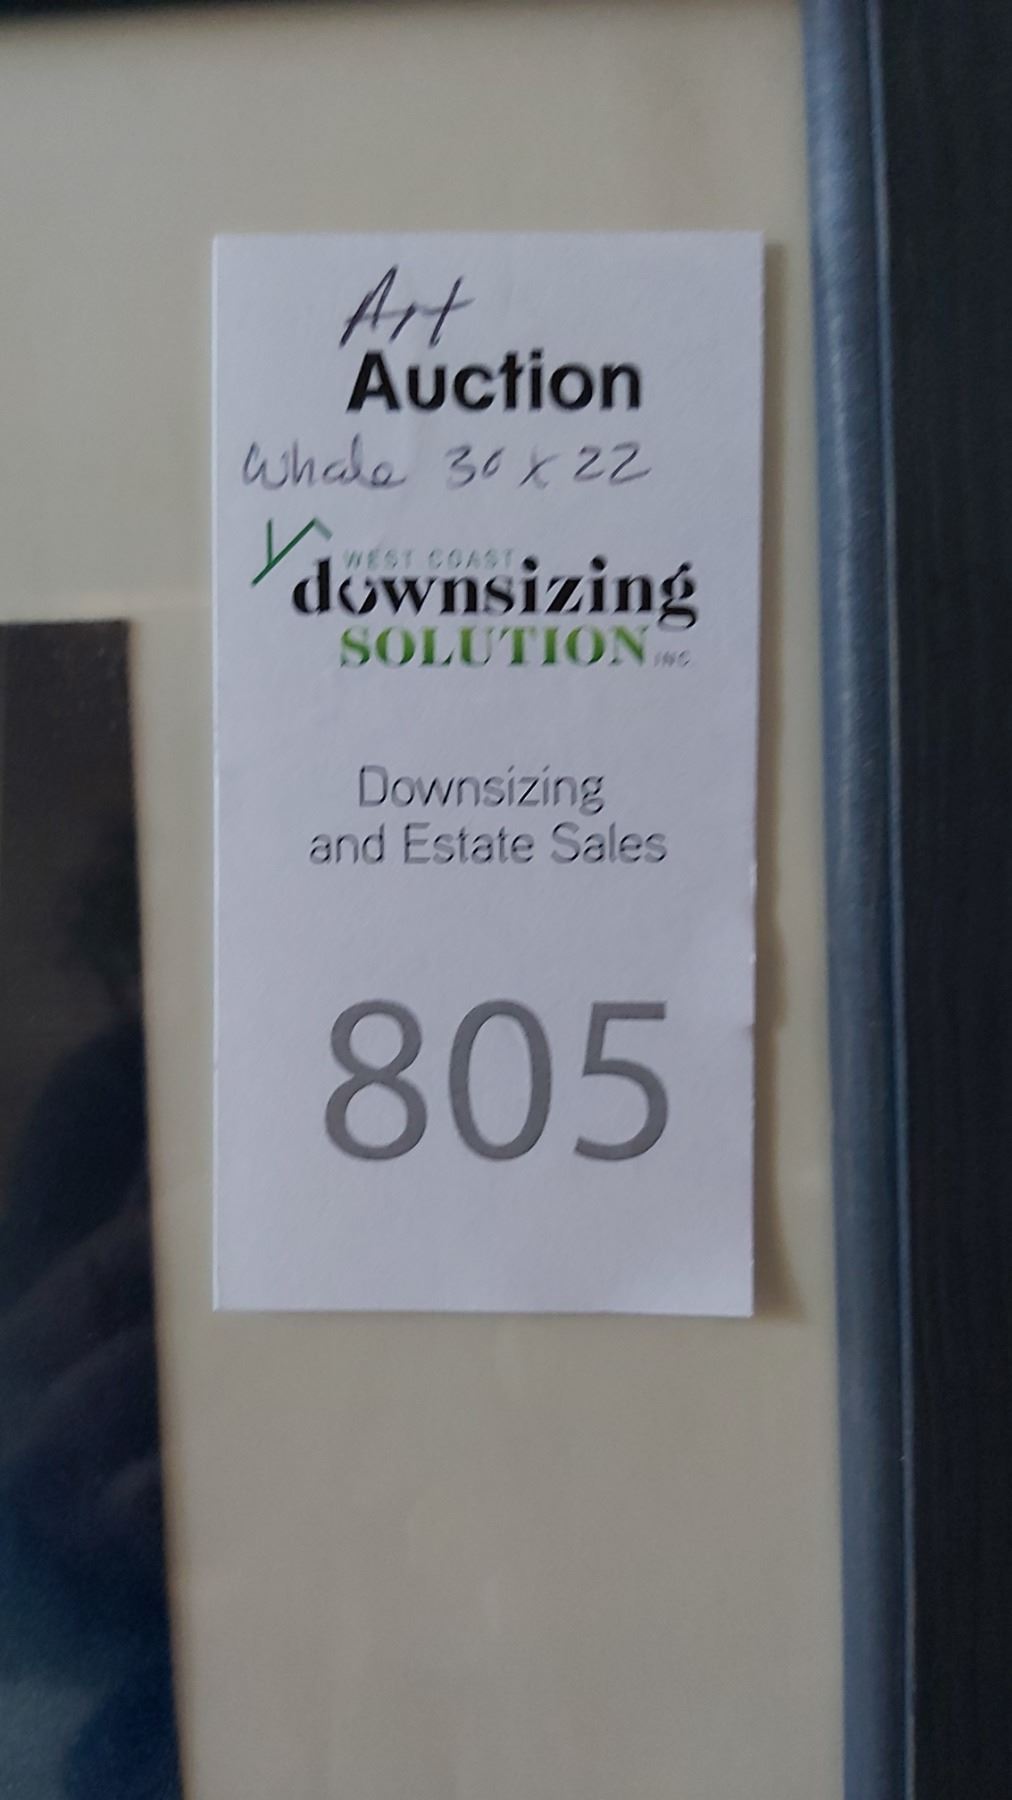 Art
Auction
Whale 30 x 22
WEST COAST
downsizing
SOLUTION INC
Downsizing
and Estate Sales
805